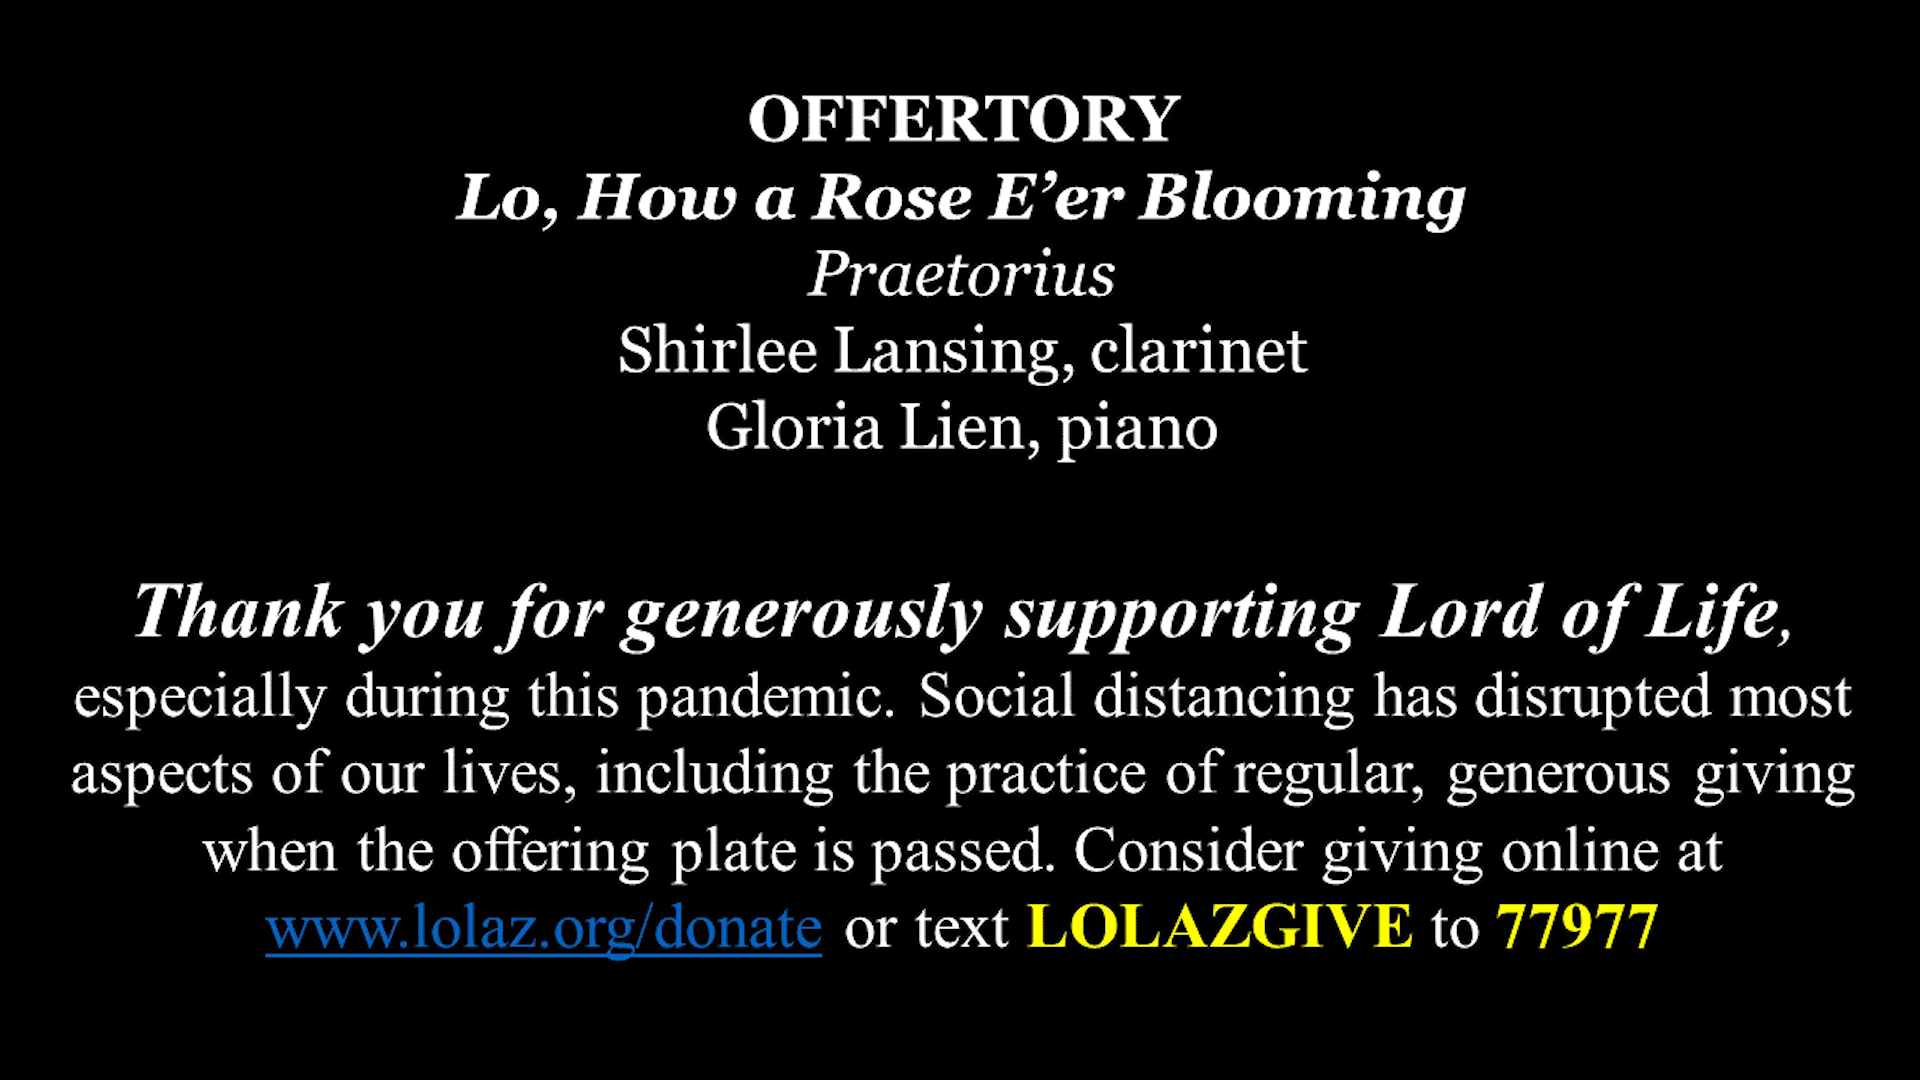 OFFERTORY
Lo, How a Rose E’er Blooming
Praetorius
Shirlee Lansing, clarinet
Gloria Lien, piano
Thank you for generously supporting Lord of Life,
especially during this pandemic. Social distancing has disrupted most
aspects of our lives, including the practice of regular, generous giving
when the offering plate is passed. Consider giving online at
www.lolaz.org/donate or text LOLAZGIVE to 77977